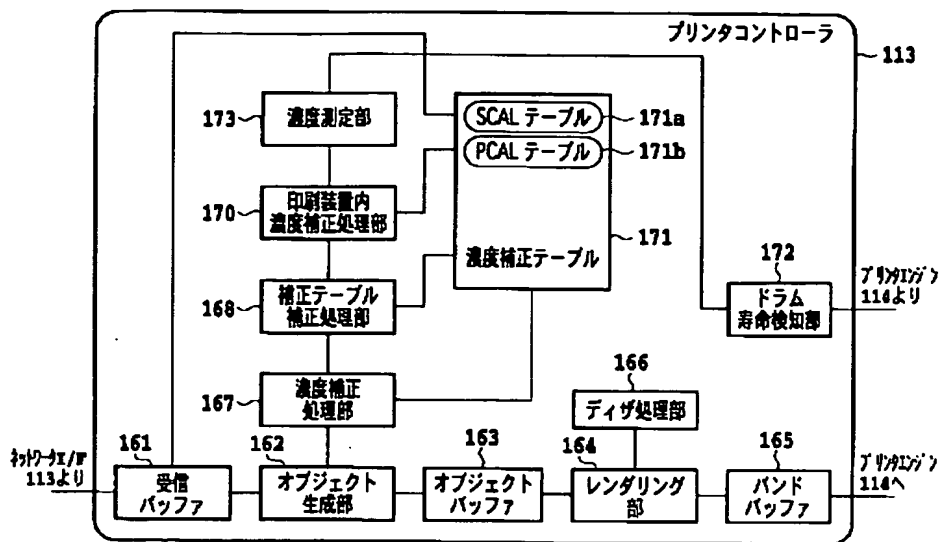 プリンタコントローラ
113
173
濃度測定部
SCAL テーブル
171a
PCAL テーブル
171b
170
印刷装置内
濃度補正処理部
171
濃度補正テーブル
172
プリンタエンジン
114より
ドラム
寿命検知部
168
補正テーブル
補正処理部
166
ディザ処理部
167
濃度補正
処理部
161
162
163
164
165
ネットワークI/F
113より
受信
バッファ
オブジェクト
生成部
オブジェクト
バッファ
レンダリング
部
バンド
バッファ
プリンタエンジン
114へ